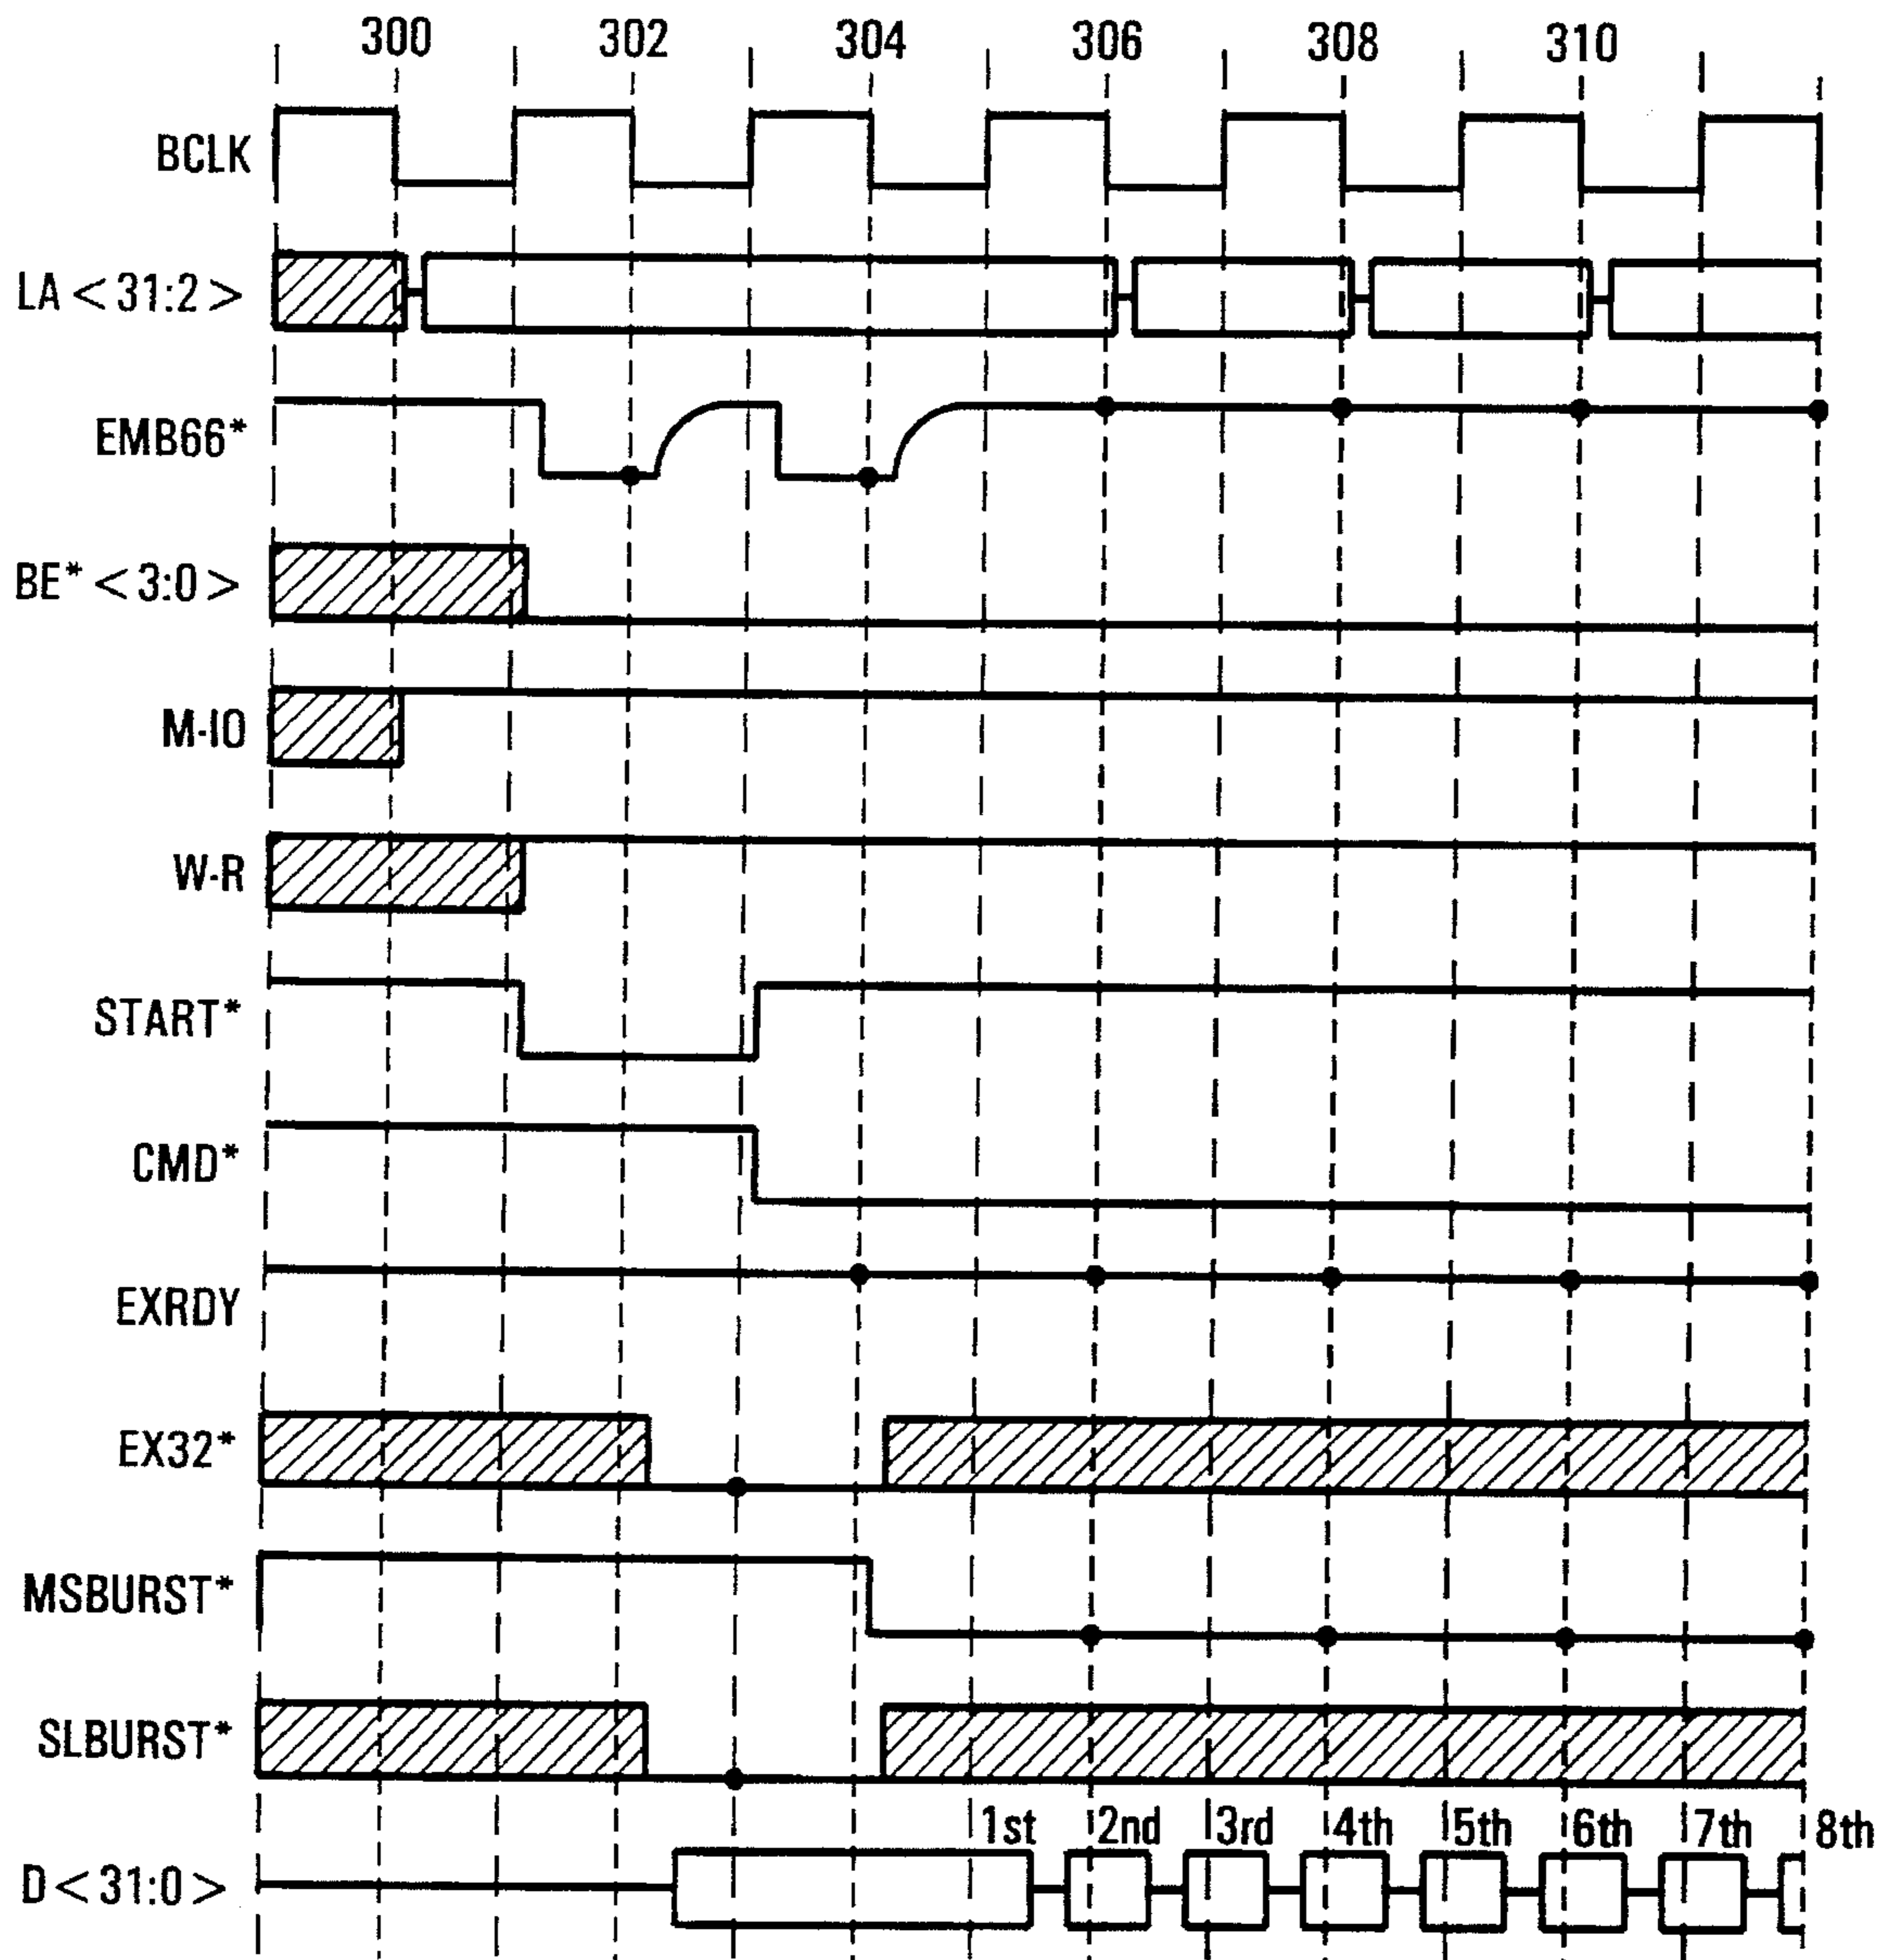 300 302 304 306 308 310
BCLK
LA<31:2>
EMB66*
BE*<3:0>
M-IO
W-R
START*
CMD*
EXRDY
EX32*
MSBURST*
SLBURST*
1st 2nd 3rd 4th 5th 6th 7th 8th
D<31:0>